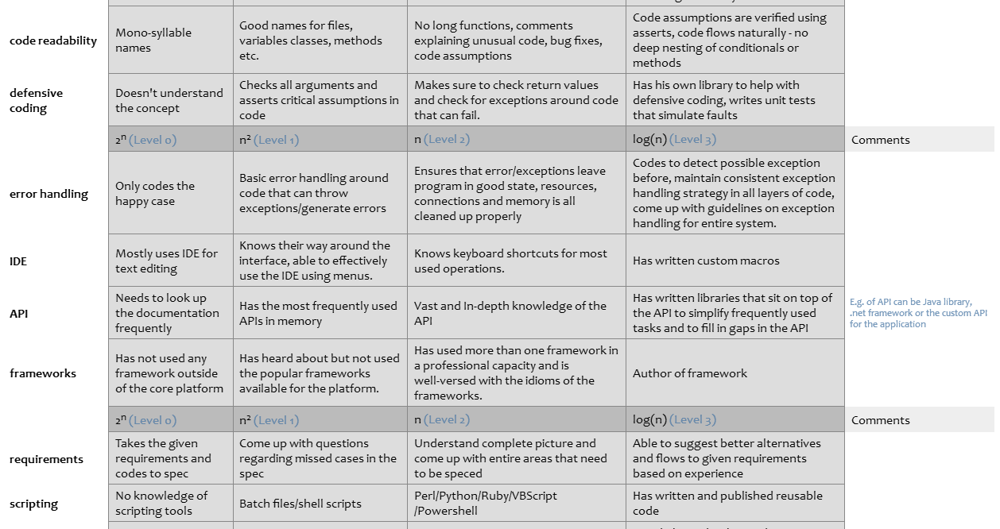 code readability
Mono-syllable
names
Good names for files,
variables classes, methods
etc.
No long functions, comments
explaining unusual code, bug fixes,
code assumptions
Code assumptions are verified using
asserts, code flows naturally - no
deep nesting of conditionals or
methods
defensive
coding
Doesn't understand
the concept
Checks all arguments and
asserts critical assumptions in
code
Makes sure to check return values
and check for exceptions around code
that can fail.
Has his own library to help with
defensive coding, writes unit tests
that simulate faults
2ⁿ (Level 0)
n² (Level 1)
n (Level 2)
log(n) (Level 3)
Comments
error handling
Only codes the
happy case
Basic error handling around
code that can throw
exceptions/generate errors
Ensures that error/exceptions leave
program in good state, resources,
connections and memory is all
cleaned up properly
Codes to detect possible exception
before, maintain consistent exception
handling strategy in all layers of code,
come up with guidelines on exception
handling for entire system.
IDE
Mostly uses IDE for
text editing
Knows their way around the
interface, able to effectively
use the IDE using menus.
Knows keyboard shortcuts for most
used operations.
Has written custom macros
API
Needs to look up
the documentation
frequently
Has the most frequently used
APIs in memory
Vast and In-depth knowledge of the
API
Has written libraries that sit on top of
the API to simplify frequently used
tasks and to fill in gaps in the API
E.g. of API can be Java library,
.net framework or the custom API
for the application
frameworks
Has not used any
framework outside
of the core platform
Has heard about but not used
the popular frameworks
available for the platform.
Has used more than one framework in
a professional capacity and is
well-versed with the idioms of the
frameworks.
Author of framework
2ⁿ (Level 0)
n² (Level 1)
n (Level 2)
log(n) (Level 3)
Comments
requirements
Takes the given
requirements and
codes to spec
Come up with questions
regarding missed cases in the
spec
Understand complete picture and
come up with entire areas that need
to be speced
Able to suggest better alternatives
and flows to given requirements
based on experience
scripting
No knowledge of
scripting tools
Batch files/shell scripts
Perl/Python/Ruby/VBScript
/Powershell
Has written and published reusable
code